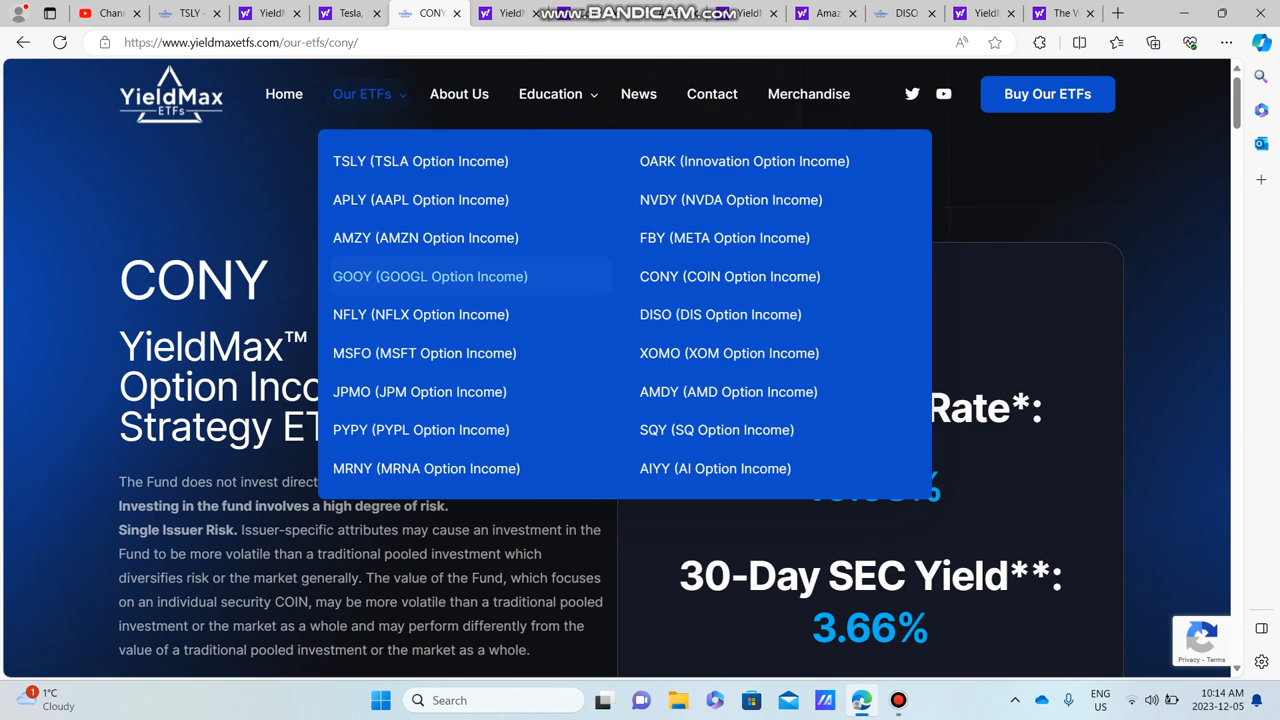 TSLY
Yield!
Tesla,
CONY
Yield
www.BANDICAM.com
Amaz
DISO
Yield
The W
https://www.yieldmaxetfs.com/our-etfs/cony/
YieldMax
ETFs
Home
Our ETFs
About Us
Education
News
Contact
Merchandise
Buy Our ETFs
TSLY (TSLA Option Income)
OARK (Innovation Option Income)
APLY (AAPL Option Income)
NVDY (NVDA Option Income)
AMZY (AMZN Option Income)
FBY (META Option Income)
GOOY (GOOGL Option Income)
CONY (COIN Option Income)
NFLY (NFLX Option Income)
DISO (DIS Option Income)
MSFO (MSFT Option Income)
XOMO (XOM Option Income)
JPMO (JPM Option Income)
AMDY (AMD Option Income)
PYPY (PYPL Option Income)
SQY (SQ Option Income)
MRNY (MRNA Option Income)
AIYY (AI Option Income)
CONY
YieldMax™
Option Inco
Strategy ET
The Fund does not invest direct
Investing in the fund involves a high degree of risk.
Single Issuer Risk. Issuer-specific attributes may cause an investment in the
Fund to be more volatile than a traditional pooled investment which
diversifies risk or the market generally. The value of the Fund, which focuses
on an individual security COIN, may be more volatile than a traditional pooled
investment or the market as a whole and may perform differently from the
value of a traditional pooled investment or the market as a whole.
Rate*:
30-Day SEC Yield**:
3.66%
Privacy - Terms
1
1°C
Cloudy
Search
ENG
CA
10:14 AM
2023-12-05